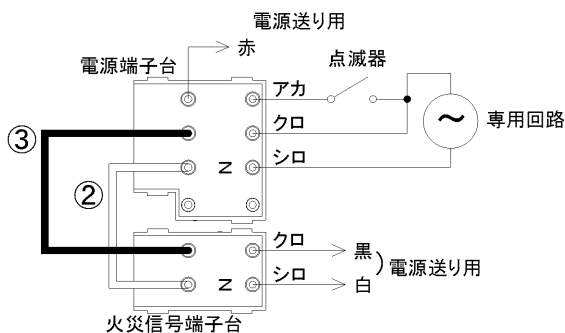 電源送り用
赤
点滅器
電源端子台
アカ
クロ
専用回路
③
シロ
N
②
クロ
黒
電源送り用
シロ
白
N
火災信号端子台